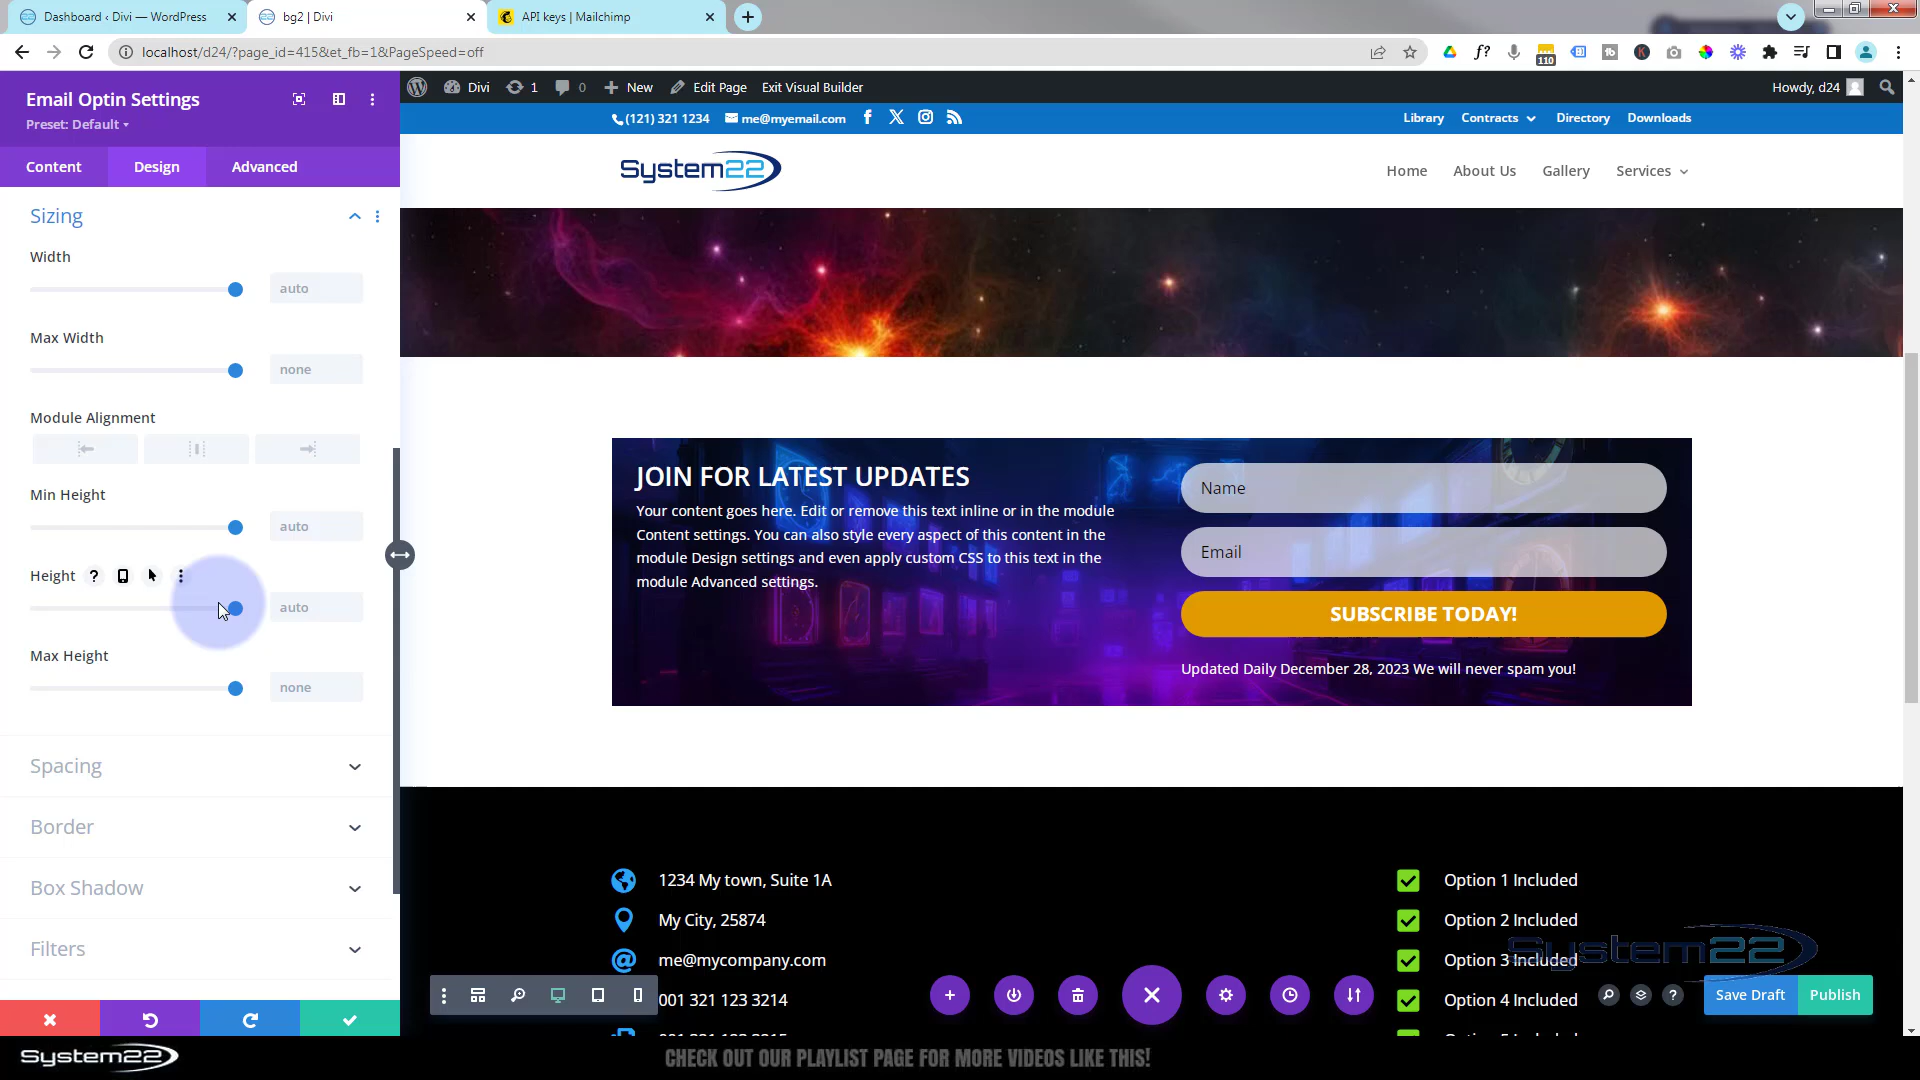 Dashboard ‹ Divi — WordPress
bg2 | Divi
API keys | Mailchimp
localhost/d24/?page_id=415&et_fb=1&PageSpeed=off
f?
110
Email Optin Settings
Preset: Default
Content
Design
Advanced
Sizing
Width
auto
Max Width
none
Module Alignment
Min Height
auto
Height
auto
Max Height
none
Spacing
Border
Box Shadow
Filters
Divi
1
0
New
Edit Page
Exit Visual Builder
Howdy, d24
(121) 321 1234
me@myemail.com
Library
Contracts
Directory
Downloads
System22
Home
About Us
Gallery
Services
JOIN FOR LATEST UPDATES
Your content goes here. Edit or remove this text inline or in the module
Content settings. You can also style every aspect of this content in the
module Design settings and even apply custom CSS to this text in the
module Advanced settings.
Name
Email
SUBSCRIBE TODAY!
Updated Daily December 28, 2023 We will never spam you!
1234 My town, Suite 1A
My City, 25874
me@mycompany.com
001 321 123 3214
Option 1 Included
Option 2 Included
Option 3 Included
Option 4 Included
System22
Save Draft
Publish
System22
CHECK OUT OUR PLAYLIST PAGE FOR MORE VIDEOS LIKE THIS!